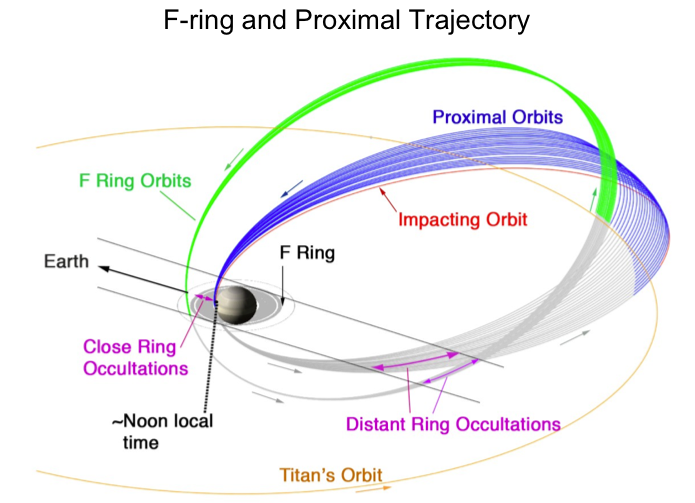 F-ring and Proximal Trajectory
Proximal Orbits
F Ring Orbits
Impacting Orbit
F Ring
Earth
Close Ring
Occultations
~Noon local
time
Distant Ring Occultations
Titan's Orbit